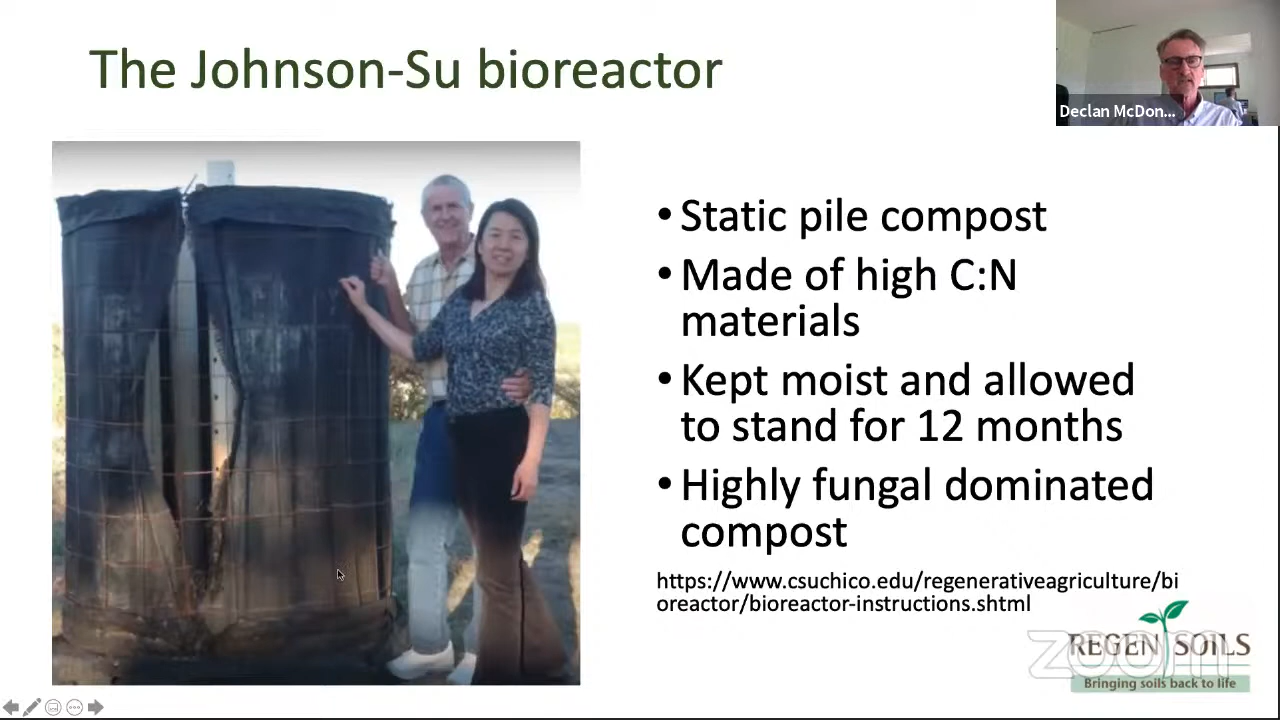 The Johnson-Su bioreactor
Declan McDon...
• Static pile compost
• Made of high C:N
materials
• Kept moist and allowed
to stand for 12 months
• Highly fungal dominated
compost
https://www.csuchico.edu/regenerativeagriculture/bi
oreactor/bioreactor-instructions.shtml
zoom
REGEN SOILS
Bringing soils back to life